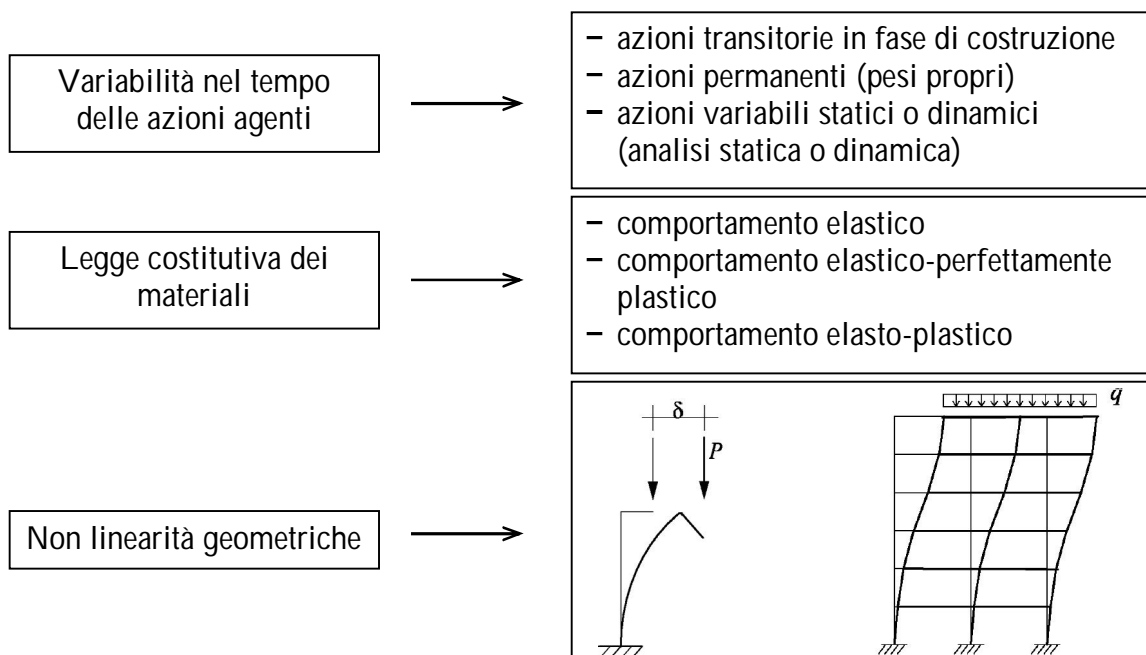 Variabilità nel tempo
delle azioni agenti
− azioni transitorie in fase di costruzione
− azioni permanenti (pesi propri)
− azioni variabili statici o dinamici
(analisi statica o dinamica)
Legge costitutiva dei
materiali
− comportamento elastico
− comportamento elastico-perfettamente
plastico
− comportamento elasto-plastico
Non linearità geometriche
δ
P
q